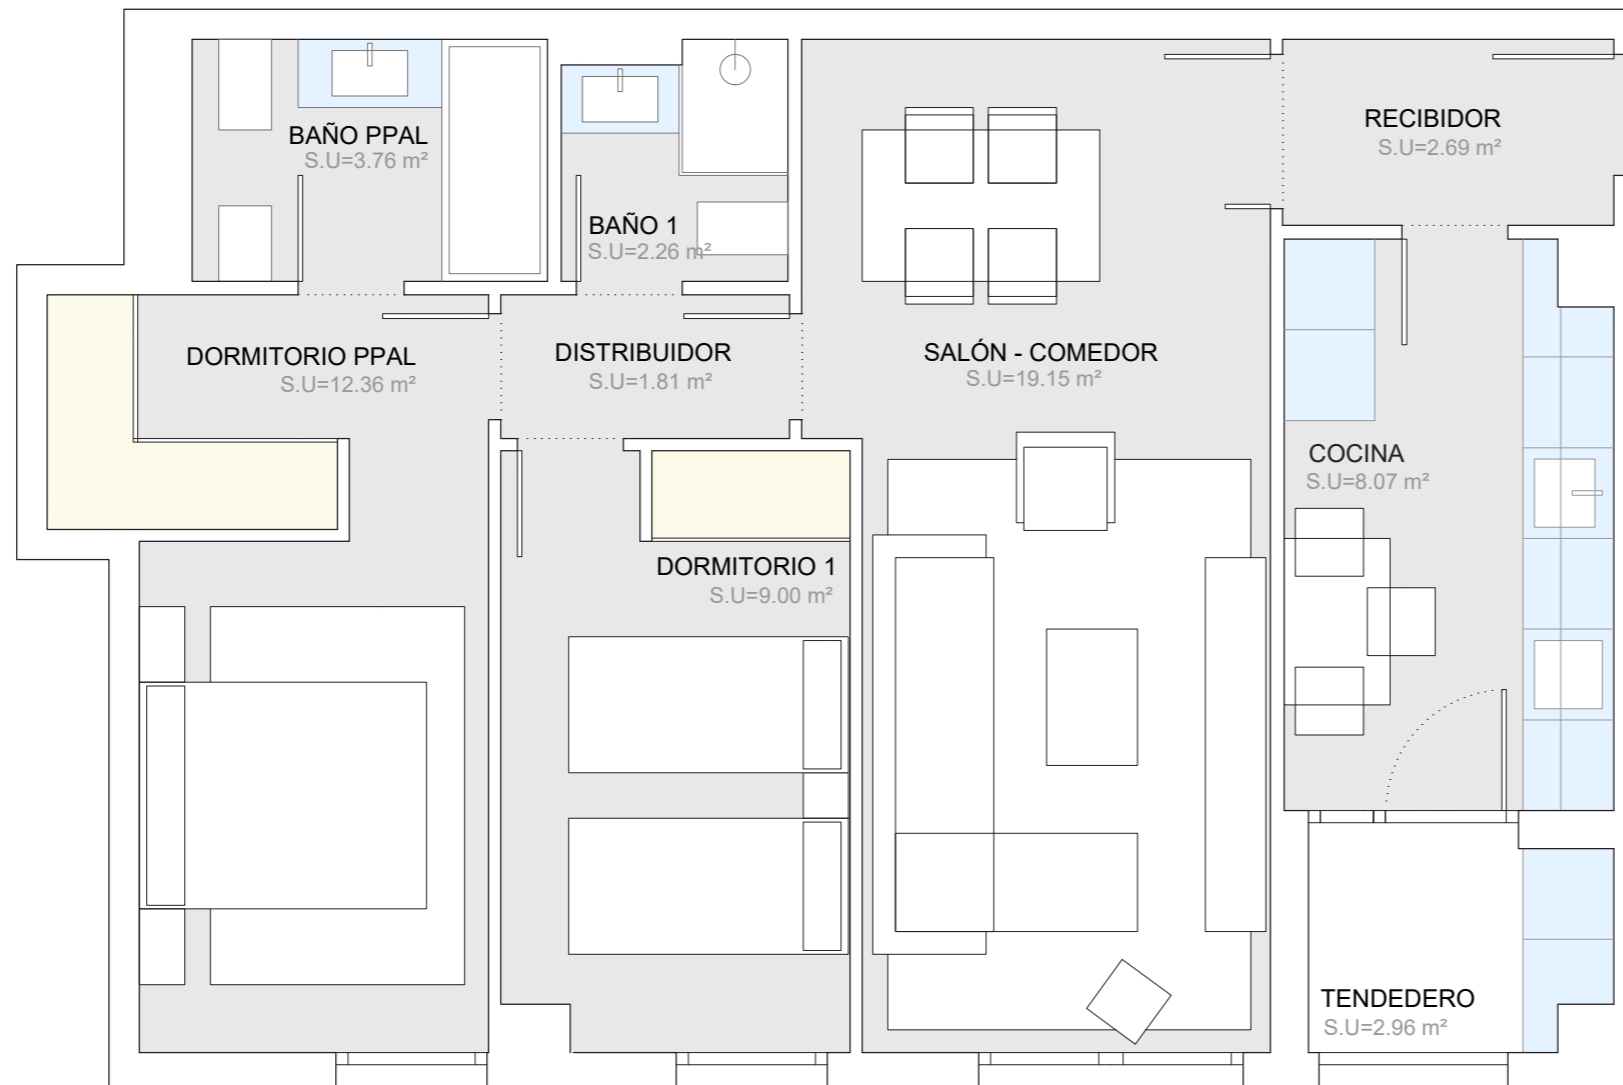 BAÑO PPAL
S.U=3.76 m²
RECIBIDOR
S.U=2.69 m²
BAÑO 1
S.U=2.26 m²
DORMITORIO PPAL
S.U=12.36 m²
DISTRIBUIDOR
S.U=1.81 m²
SALÓN - COMEDOR
S.U=19.15 m²
COCINA
S.U=8.07 m²
DORMITORIO 1
S.U=9.00 m²
TENDEDERO
S.U=2.96 m²